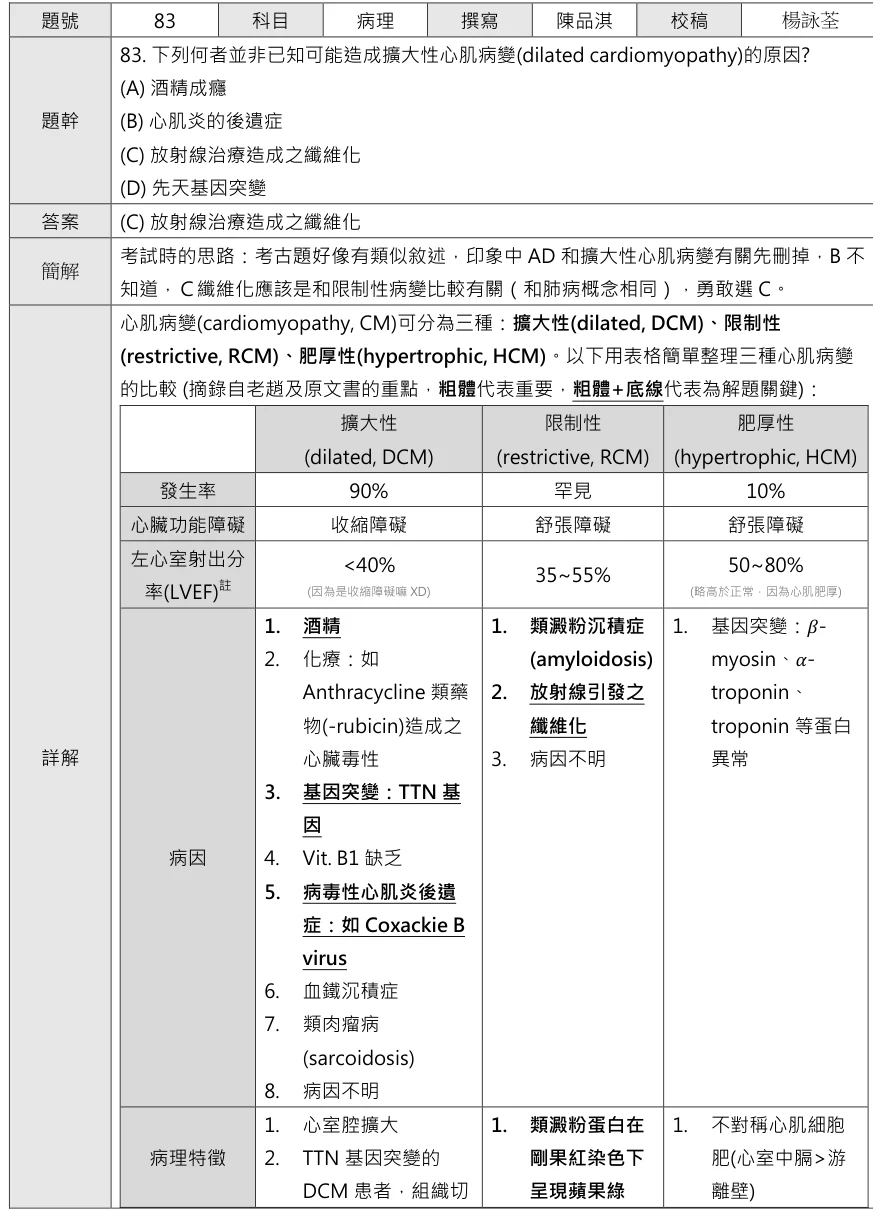 題號 83 科目 病理 撰寫 陳品淇 校稿 楊詠荃
題幹
83. 下列何者並非已知可能造成擴大性心肌病變(dilated cardiomyopathy)的原因?
(A) 酒精成癮
(B) 心肌炎的後遺症
(C) 放射線治療造成之纖維化
(D) 先天基因突變
答案 (C) 放射線治療造成之纖維化
簡解
考試時的思路：考古題好像有類似敘述，印象中 AD 和擴大性心肌病變有關先刪掉，B 不
知道， C 纖維化應該是和限制性病變比較有關（和肺病概念相同），勇敢選 C。
詳解
心肌病變(cardiomyopathy, CM)可分為三種：擴大性(dilated, DCM)、限制性
(restrictive, RCM)、肥厚性(hypertrophic, HCM)。以下用表格簡單整理三種心肌病變
的比較 (摘錄自老趙及原文書的重點，粗體代表重要，粗體+底線代表為解題關鍵)：
擴大性
(dilated, DCM)
限制性
(restrictive, RCM)
肥厚性
(hypertrophic, HCM)
發生率 90% 罕見 10%
心臟功能障礙 收縮障礙 舒張障礙 舒張障礙
左心室射出分
率(LVEF)註
<40%
(因為是收縮障礙嘛 XD)
35~55%
50~80%
(略高於正常，因為心肌肥厚)
病因
1. 酒精
2. 化療：如
Anthracycline 類藥
物(-rubicin)造成之
心臟毒性
3. 基因突變：TTN 基
因
4. Vit. B1 缺乏
5. 病毒性心肌炎後遺
症：如 Coxackie B
virus
6. 血鐵沉積症
7. 類肉瘤病
(sarcoidosis)
8. 病因不明
1. 類澱粉沉積症
(amyloidosis)
2. 放射線引發之
纖維化
3. 病因不明
1. 基因突變：β-
myosin、α-
troponin、
troponin 等蛋白
異常
病理特徵
1. 心室腔擴大
2. TTN 基因突變的
DCM 患者，組織切
1. 類澱粉蛋白在
剛果紅染色下
呈現蘋果綠
1. 不對稱心肌細胞
肥(心室中膈>游
離壁)